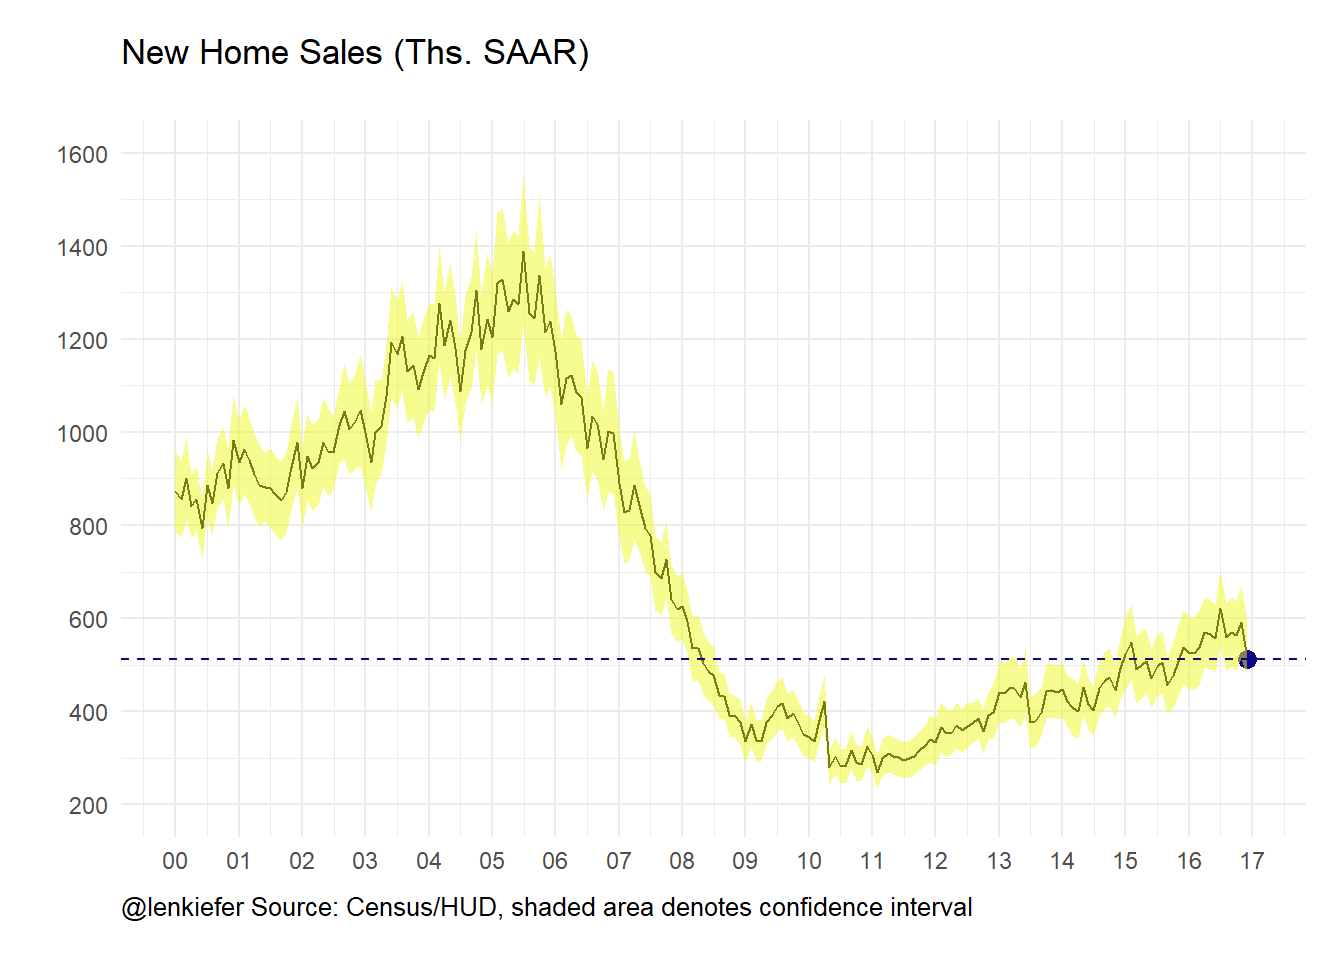 New Home Sales (Ths. SAAR)
1600
1400
1200
1000
800
600
400
200
00 01 02 03 04 05 06 07 08 09 10 11 12 13 14 15 16 17
@lenkiefer Source: Census/HUD, shaded area denotes confidence interval